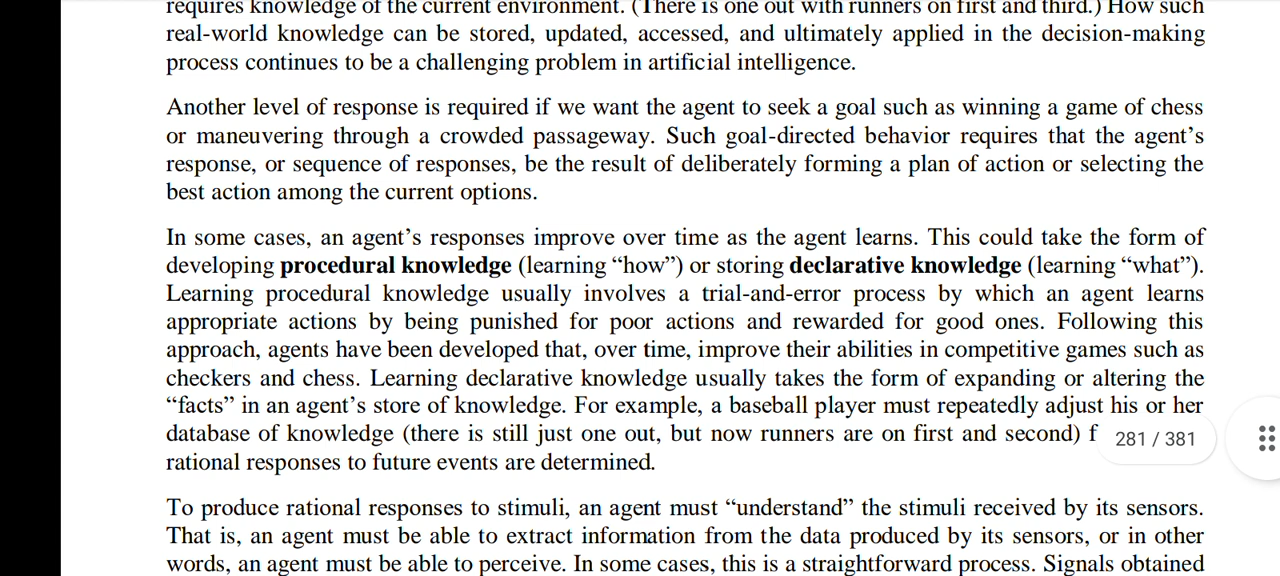 requires knowledge of the current environment. (There is one out with runners on first and third.) How such
real-world knowledge can be stored, updated, accessed, and ultimately applied in the decision-making
process continues to be a challenging problem in artificial intelligence.
Another level of response is required if we want the agent to seek a goal such as winning a game of chess
or maneuvering through a crowded passageway. Such goal-directed behavior requires that the agent’s
response, or sequence of responses, be the result of deliberately forming a plan of action or selecting the
best action among the current options.
In some cases, an agent’s responses improve over time as the agent learns. This could take the form of
developing procedural knowledge (learning “how”) or storing declarative knowledge (learning “what”).
Learning procedural knowledge usually involves a trial-and-error process by which an agent learns
appropriate actions by being punished for poor actions and rewarded for good ones. Following this
approach, agents have been developed that, over time, improve their abilities in competitive games such as
checkers and chess. Learning declarative knowledge usually takes the form of expanding or altering the
“facts” in an agent’s store of knowledge. For example, a baseball player must repeatedly adjust his or her
database of knowledge (there is still just one out, but now runners are on first and second) f 281 / 381
rational responses to future events are determined.
To produce rational responses to stimuli, an agent must “understand” the stimuli received by its sensors.
That is, an agent must be able to extract information from the data produced by its sensors, or in other
words, an agent must be able to perceive. In some cases, this is a straightforward process. Signals obtained